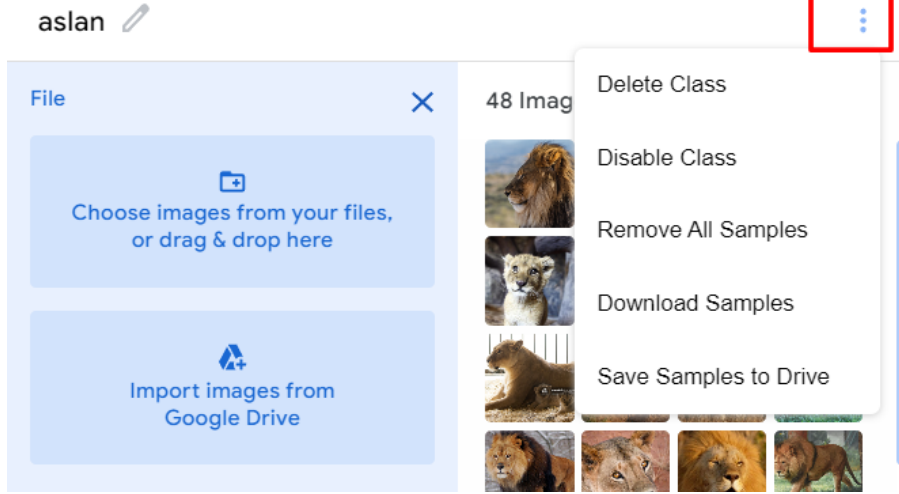 aslan
File
48 Imag
Choose images from your files,
or drag & drop here
Import images from
Google Drive
Delete Class
Disable Class
Remove All Samples
Download Samples
Save Samples to Drive